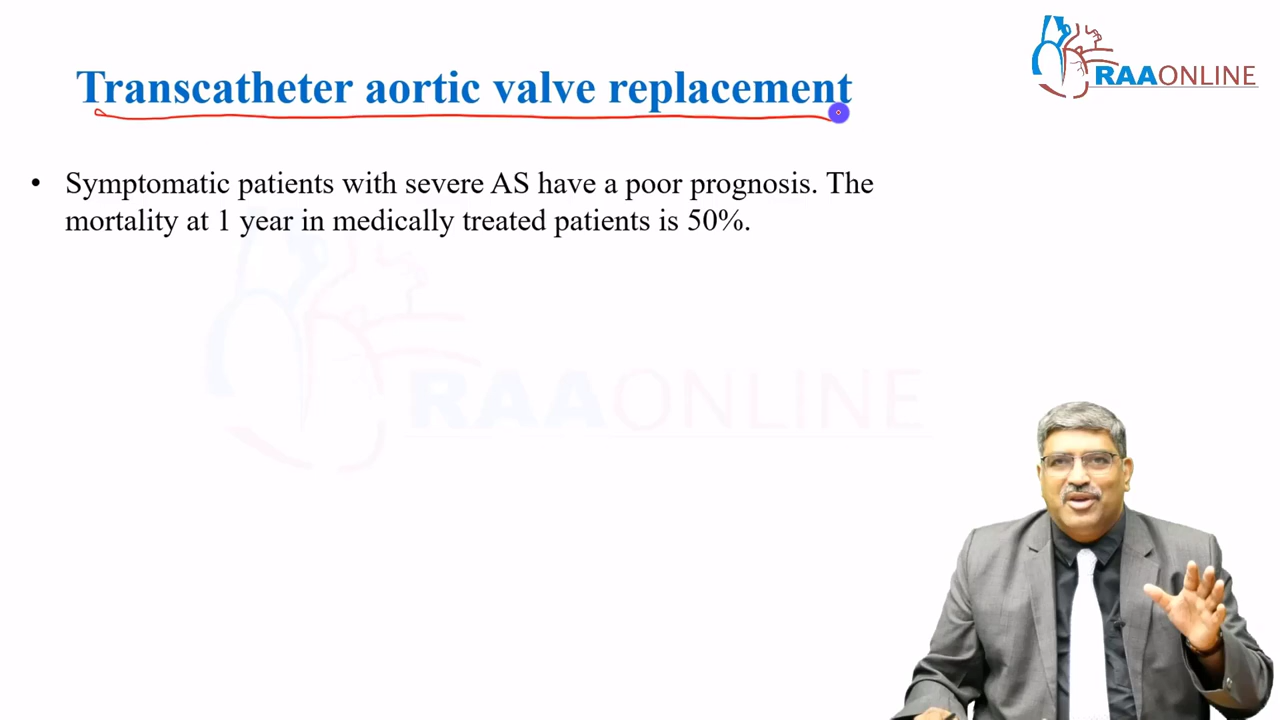 Transcatheter aortic valve replacement
RAAONLINE
• Symptomatic patients with severe AS have a poor prognosis. The
mortality at 1 year in medically treated patients is 50%.
RAAONLINE